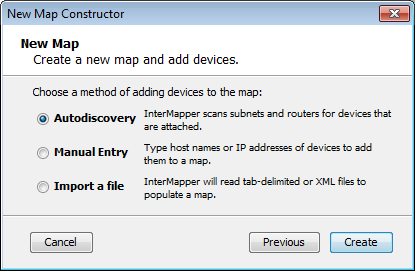 New Map Constructor
New Map
Create a new map and add devices.
Choose a method of adding devices to the map:
Autodiscovery
InterMapper scans subnets and routers for devices
that are attached.
Manual Entry
Type host names or IP addresses of devices to add
them to a map.
Import a file
InterMapper will read tab-delimited or XML files to
populate a map.
Cancel
Previous
Create